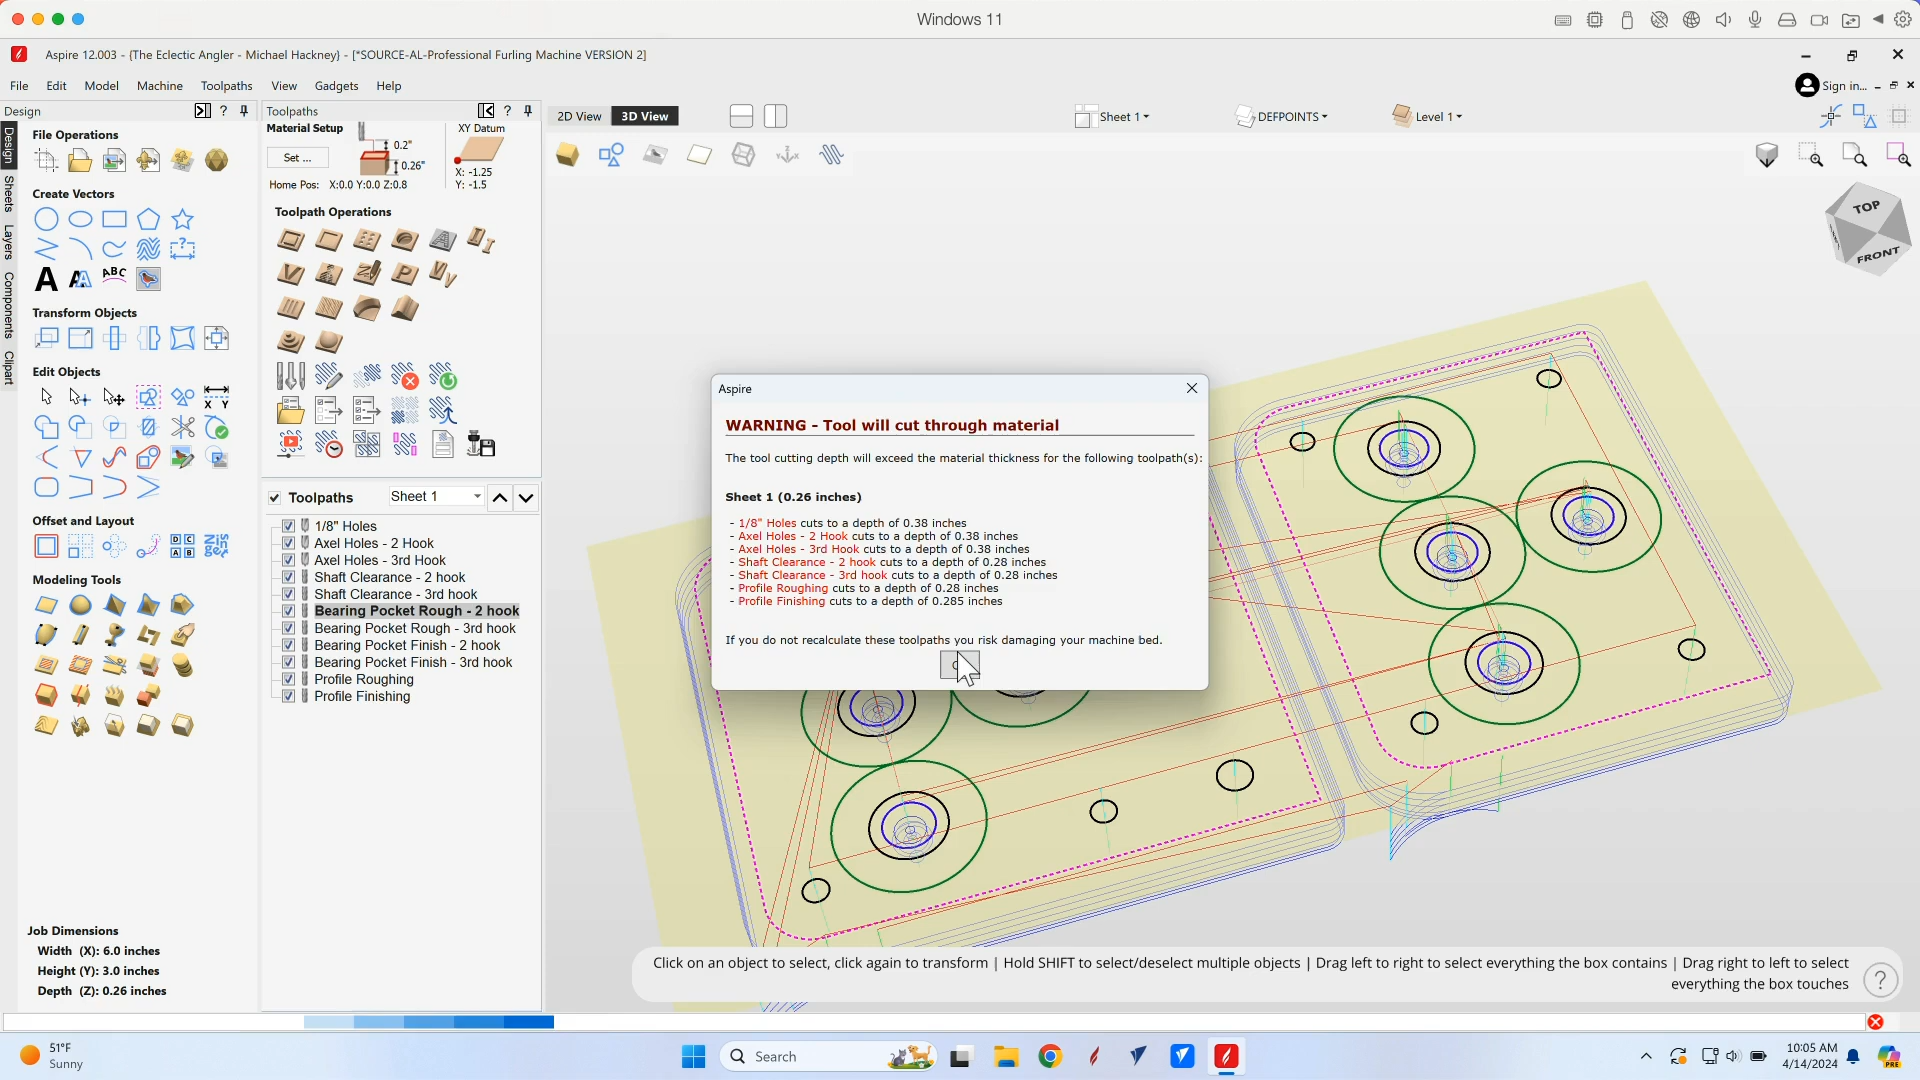 Windows 11
Aspire 12.003 - {The Eclectic Angler - Michael Hackney} - [*SOURCE-AL-Professional Furling Machine VERSION 2]
File Edit Model Machine Toolpaths View Gadgets Help
Sign in...
Design
Toolpaths
2D View 3D View
Sheet 1
DEFPOINTS
Level 1
Design
Sheets
Layers
Components
Clipart
File Operations
Create Vectors
A
ABC
Transform Objects
Edit Objects
X Y
Offset and Layout
Modeling Tools
Job Dimensions
Width (X): 6.0 inches
Height (Y): 3.0 inches
Depth (Z): 0.26 inches
Material Setup
Set ...
0.2"
0.26"
XY Datum
X: -1.25
Y: -1.5
Home Pos: X:0.0 Y:0.0 Z:0.8
Toolpath Operations
Toolpaths
Sheet 1
1/8" Holes
Axel Holes - 2 Hook
Axel Holes - 3rd Hook
Shaft Clearance - 2 hook
Shaft Clearance - 3rd hook
Bearing Pocket Rough - 2 hook
Bearing Pocket Rough - 3rd hook
Bearing Pocket Finish - 2 hook
Bearing Pocket Finish - 3rd hook
Profile Roughing
Profile Finishing
TOP
FRONT
Aspire
WARNING - Tool will cut through material
The tool cutting depth will exceed the material thickness for the following toolpath(s):
Sheet 1 (0.26 inches)
- 1/8" Holes cuts to a depth of 0.38 inches
- Axel Holes - 2 Hook cuts to a depth of 0.38 inches
- Axel Holes - 3rd Hook cuts to a depth of 0.38 inches
- Shaft Clearance - 2 hook cuts to a depth of 0.28 inches
- Shaft Clearance - 3rd hook cuts to a depth of 0.28 inches
- Profile Roughing cuts to a depth of 0.28 inches
- Profile Finishing cuts to a depth of 0.285 inches
If you do not recalculate these toolpaths you risk damaging your machine bed.
Click on an object to select, click again to transform | Hold SHIFT to select/deselect multiple objects | Drag left to right to select everything the box contains | Drag right to left to select
everything the box touches
51°F
Sunny
Search
10:05 AM
4/14/2024
PRE